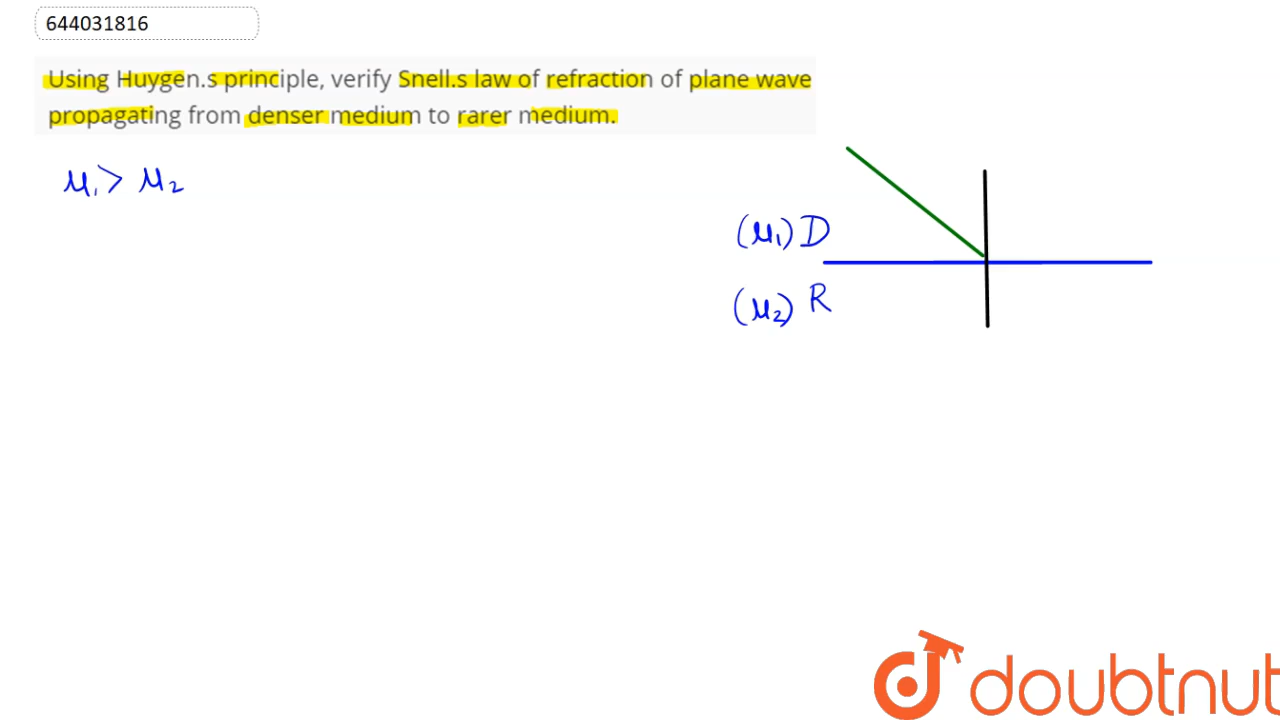 644031816
Using Huygen.s principle, verify Snell.s law of refraction of plane wave
propagating from denser medium to rarer medium.
μ₁ > μ₂
(μ₁) D
(μ₂) R
doubtnut